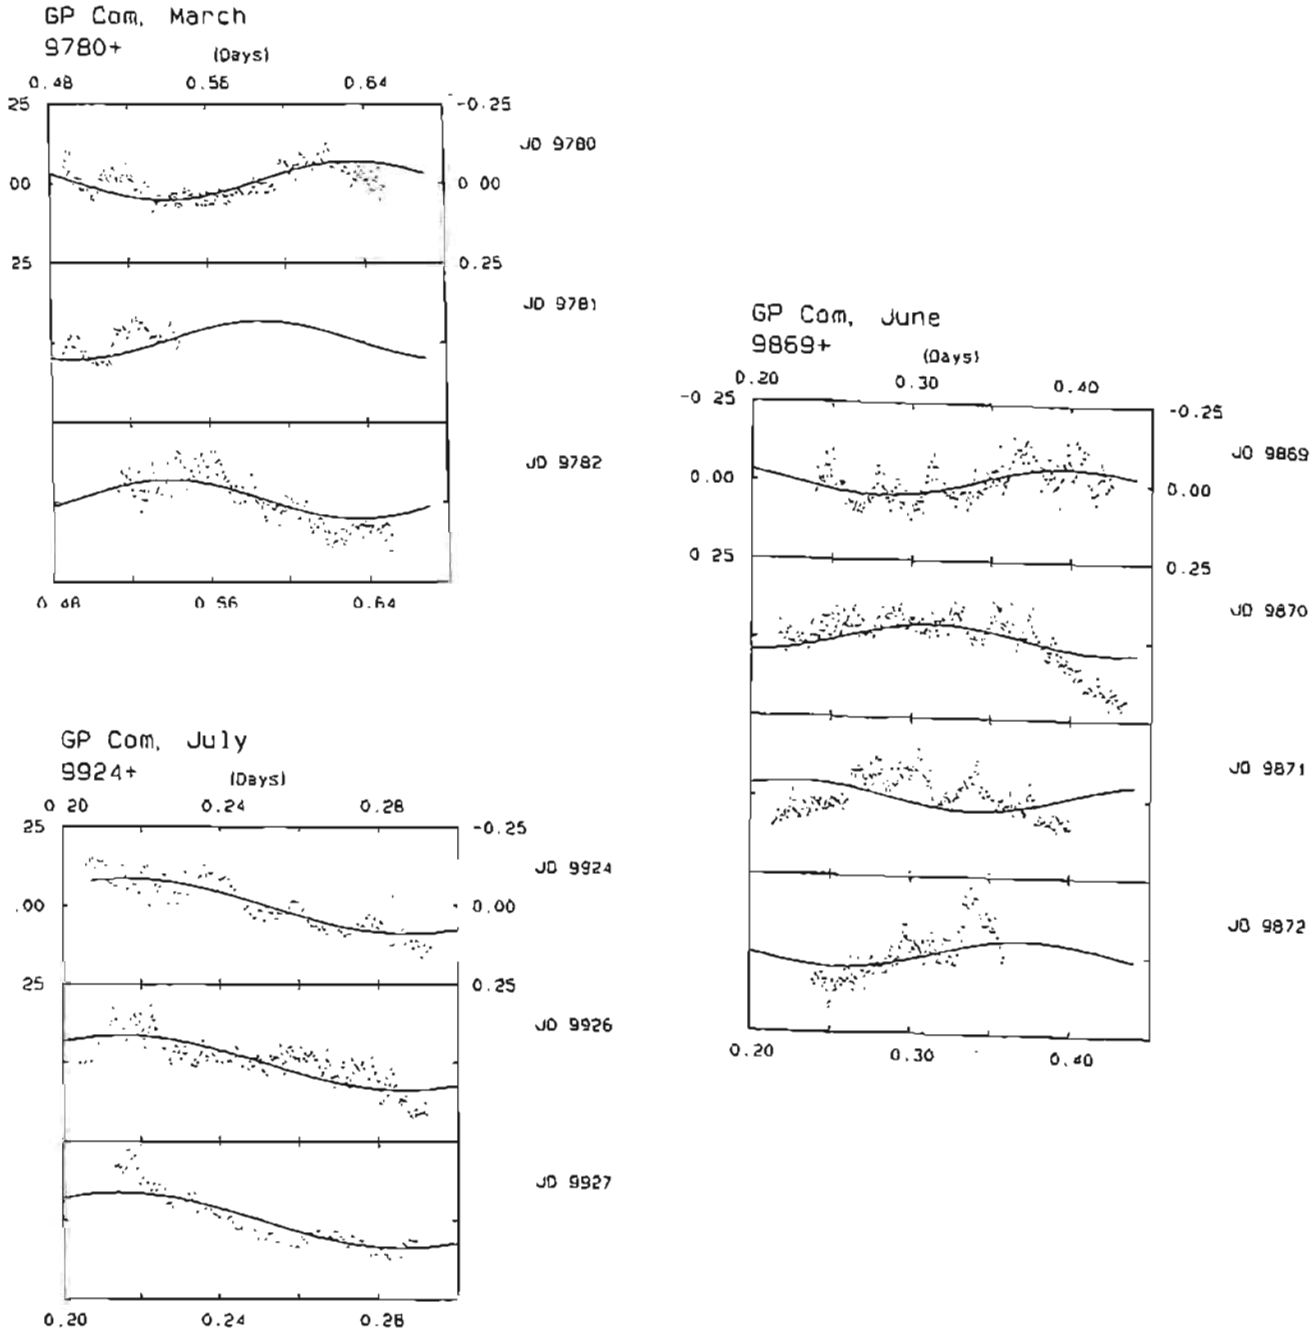 GP Com, March
9780+
(Days)
0.48 0.56 0.64
25 -0.25
JD 9780
00 0.00
25 0.25
JD 9781
JD 9782
0.48 0.56 0.64
GP Com, June
9869+
(Days)
0.20 0.30 0.40
-0.25 -0.25
JD 9869
0.00 0.00
0.25 0.25
JD 9870
JD 9871
JD 9872
0.20 0.30 0.40
GP Com, July
9924+
(Days)
0.20 0.24 0.28
25 -0.25
JD 9924
.00 0.00
25 0.25
JD 9926
JD 9927
0.20 0.24 0.28